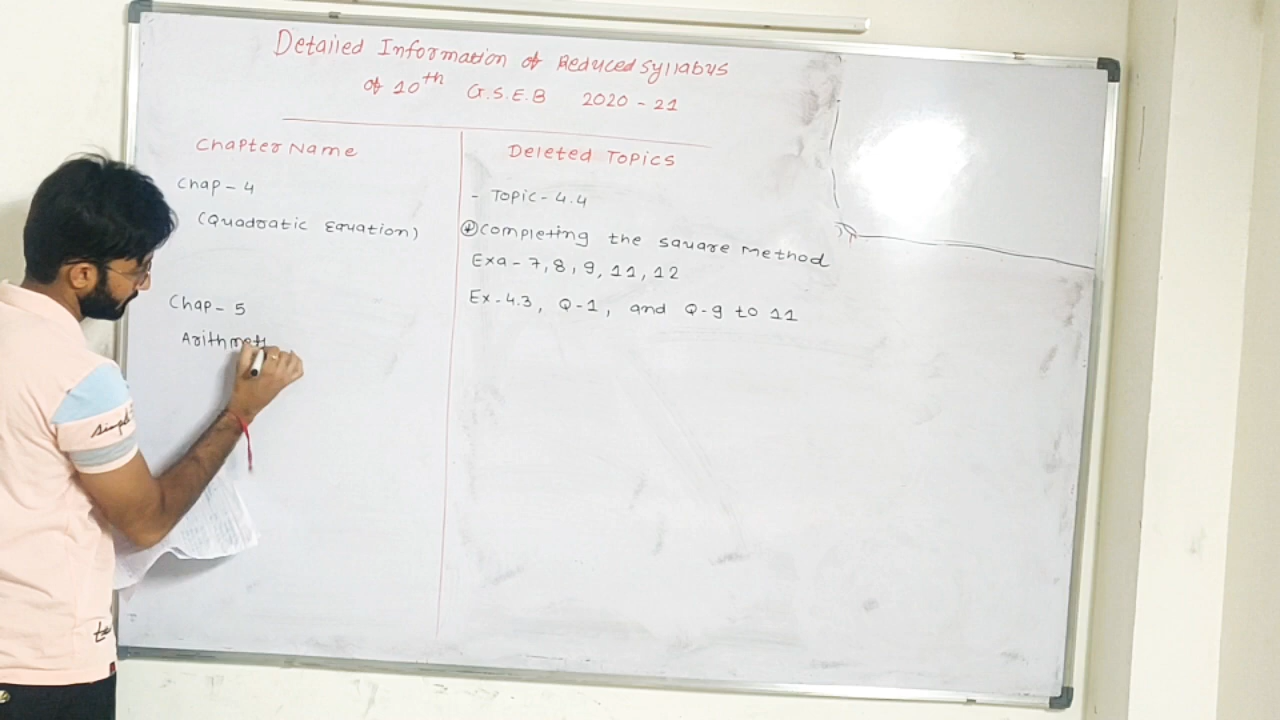 Detailed Information of Reduced Syllabus
of 10th G.S.E.B 2020 - 21
Chapter Name
Deleted Topics
Chap - 4
(Quadratic Equation)
- Topic - 4.4
+ Completing the square method
Exa - 7, 8, 9, 11, 12
Ex - 4.3, Q-1, and Q-9 to 11
Chap - 5
Arithmeti
simple